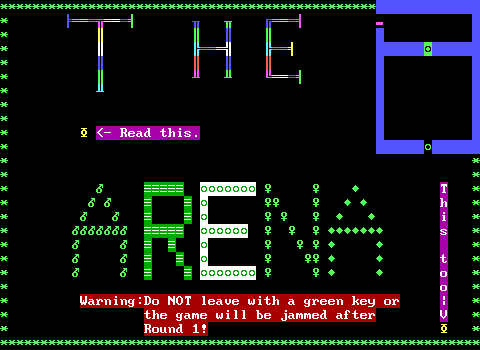 THE
<- Read this.
ARENA
This too!V
Warning:Do NOT leave with a green key or
the game will be jammed after
Round 1!